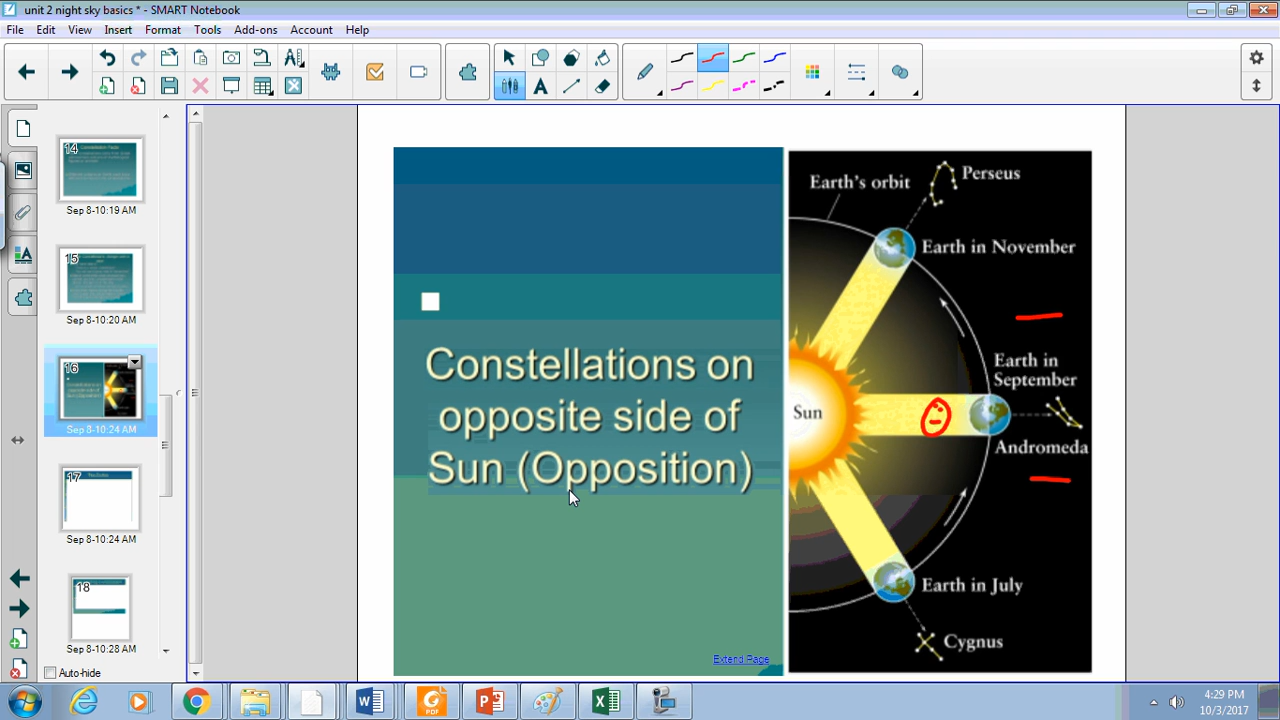 unit 2 night sky basics * - SMART Notebook
File Edit View Insert Format Tools Add-ons Account Help
14
Sep 8-10:19 AM
15
Sep 8-10:20 AM
16
Sep 8-10:24 AM
17
Sep 8-10:24 AM
18
Sep 8-10:28 AM
Auto-hide
Constellations on
opposite side of
Sun (Opposition)
Extend Page
Earth's orbit
Perseus
Earth in November
Earth in
September
Sun
Andromeda
Earth in July
Cygnus
4:29 PM
10/3/2017